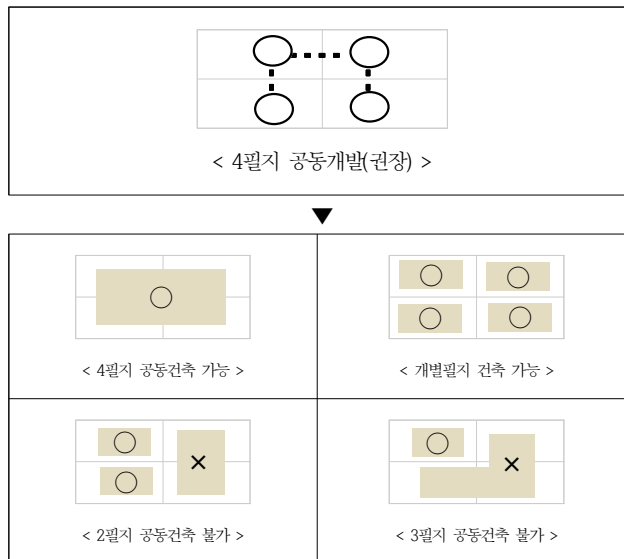 < 4필지 공동개발(권장) >
< 4필지 공동건축 가능 >
< 개별필지 건축 가능 >
< 2필지 공동건축 불가 >
< 3필지 공동건축 불가 >